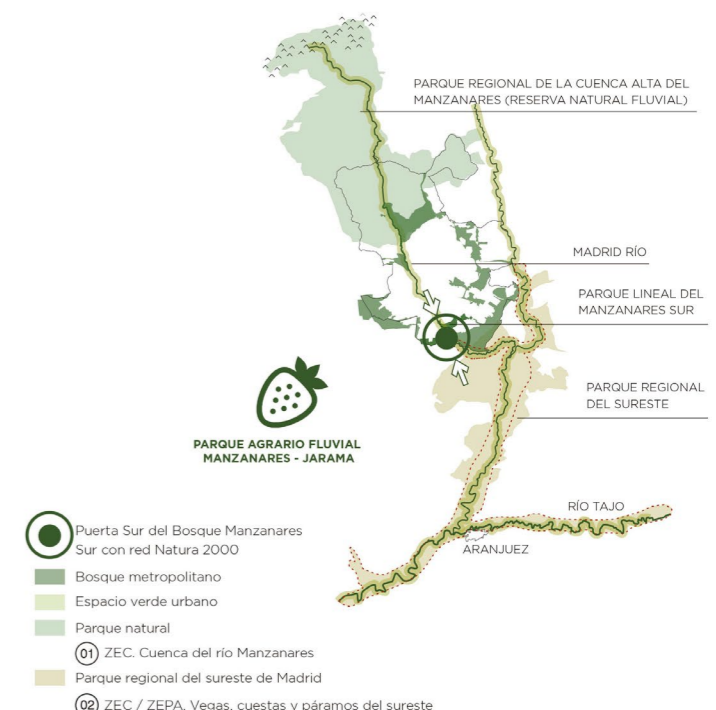 PARQUE REGIONAL DE LA CUENCA ALTA DEL
MANZANARES (RESERVA NATURAL FLUVIAL)
MADRID RÍO
PARQUE LINEAL DEL
MANZANARES SUR
PARQUE REGIONAL
DEL SURESTE
PARQUE AGRARIO FLUVIAL
MANZANARES - JARAMA
RÍO TAJO
ARANJUEZ
Puerta Sur del Bosque Manzanares
Sur con red Natura 2000
Bosque metropolitano
Espacio verde urbano
Parque natural
01 ZEC. Cuenca del río Manzanares
Parque regional del sureste de Madrid
02 ZEC / ZEPA. Vegas, cuestas y páramos del sureste